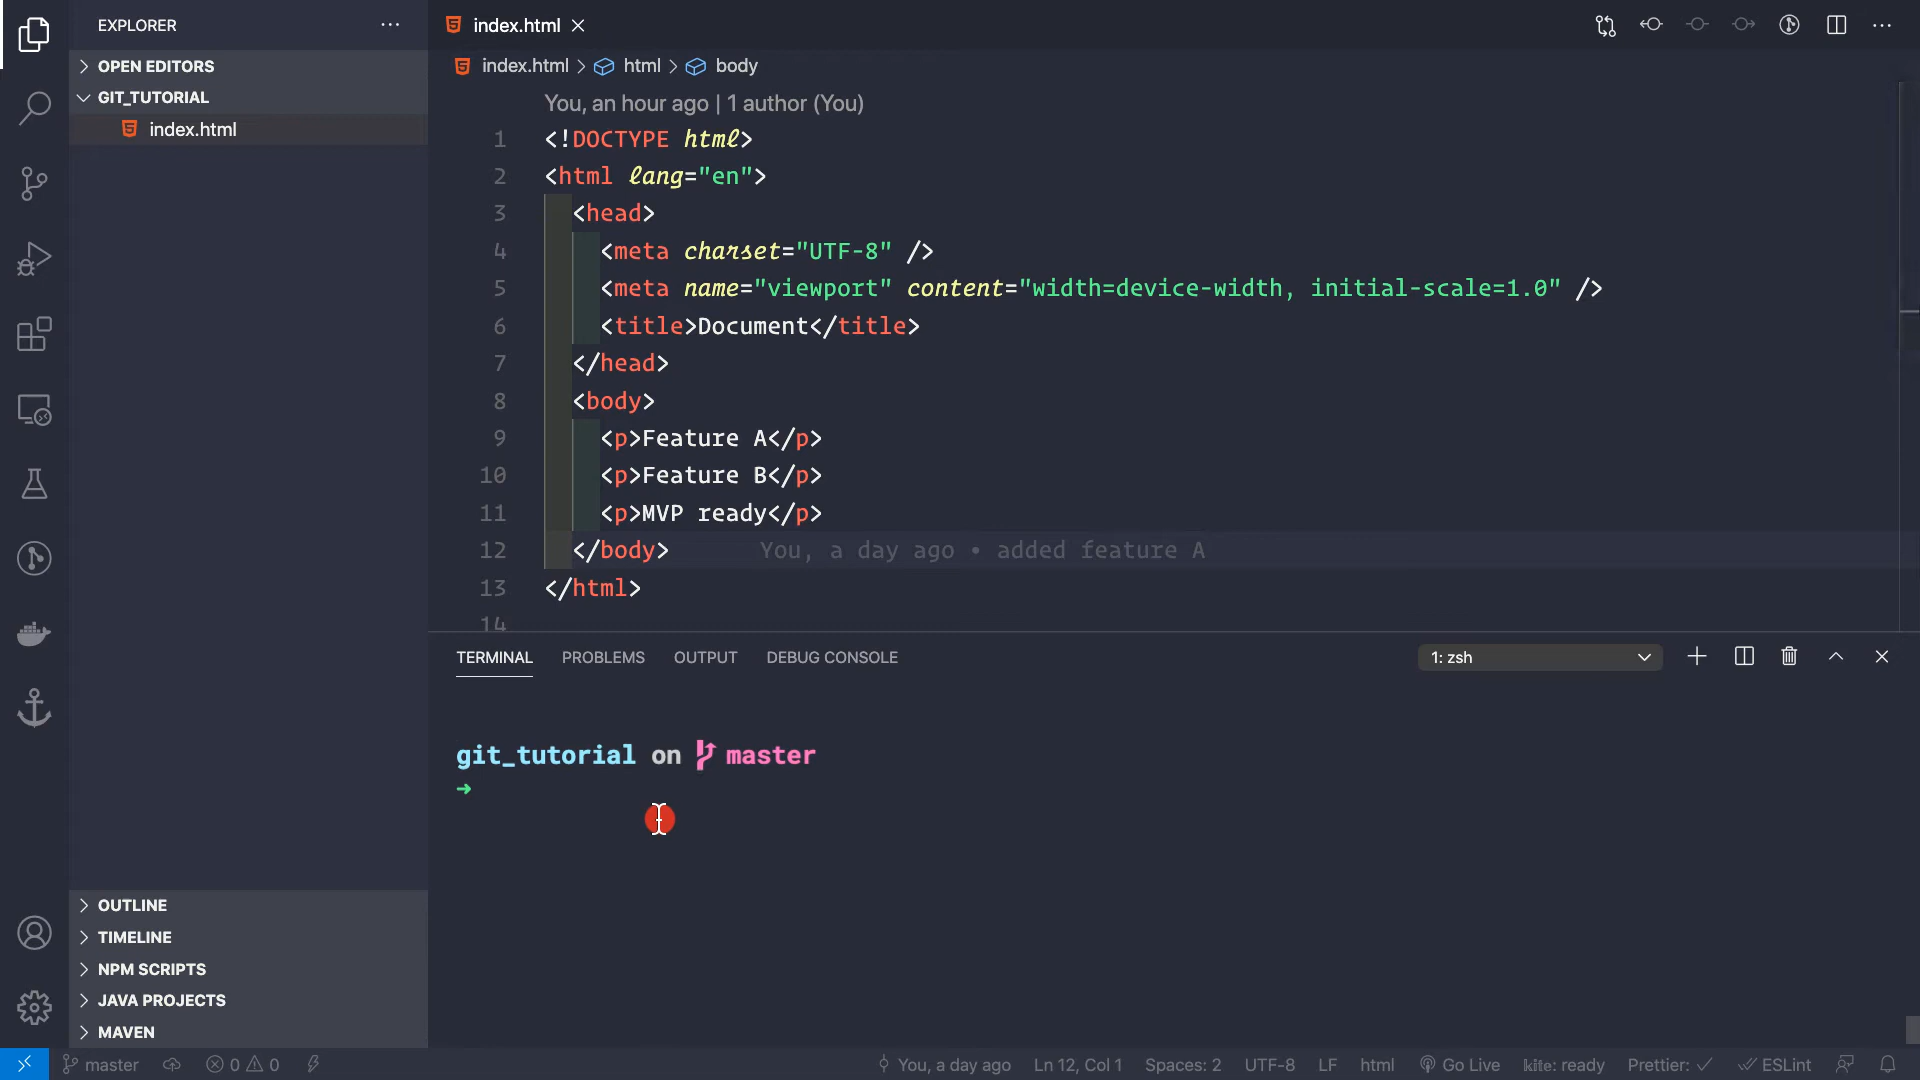 EXPLORER
OPEN EDITORS
GIT_TUTORIAL
index.html
OUTLINE
TIMELINE
NPM SCRIPTS
JAVA PROJECTS
MAVEN
index.html
index.html > html > body
You, an hour ago | 1 author (You)
1 <!DOCTYPE html>
2 <html lang="en">
3 <head>
4 <meta charset="UTF-8" />
5 <meta name="viewport" content="width=device-width, initial-scale=1.0" />
6 <title>Document</title>
7 </head>
8 <body>
9 <p>Feature A</p>
10 <p>Feature B</p>
11 <p>MVP ready</p>
12 </body> You, a day ago • added feature A
13 </html>
14
TERMINAL PROBLEMS OUTPUT DEBUG CONSOLE 1: zsh
git_tutorial on master
➜
master 0 0 You, a day ago Ln 12, Col 1 Spaces: 2 UTF-8 LF html Go Live kite: ready Prettier: ✓ ESLint